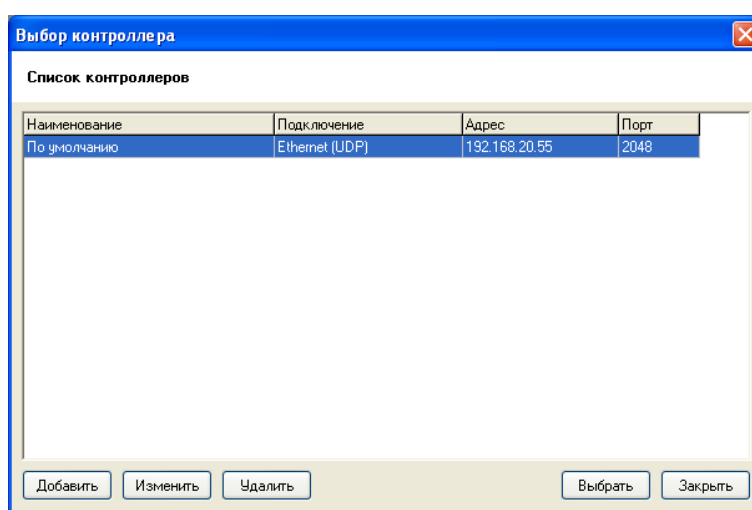 Выбор контроллера
Список контроллеров
Наименование Подключение Адрес Порт
По умолчанию Ethernet (UDP) 192.168.20.55 2048
Добавить Изменить Удалить Выбрать Закрыть